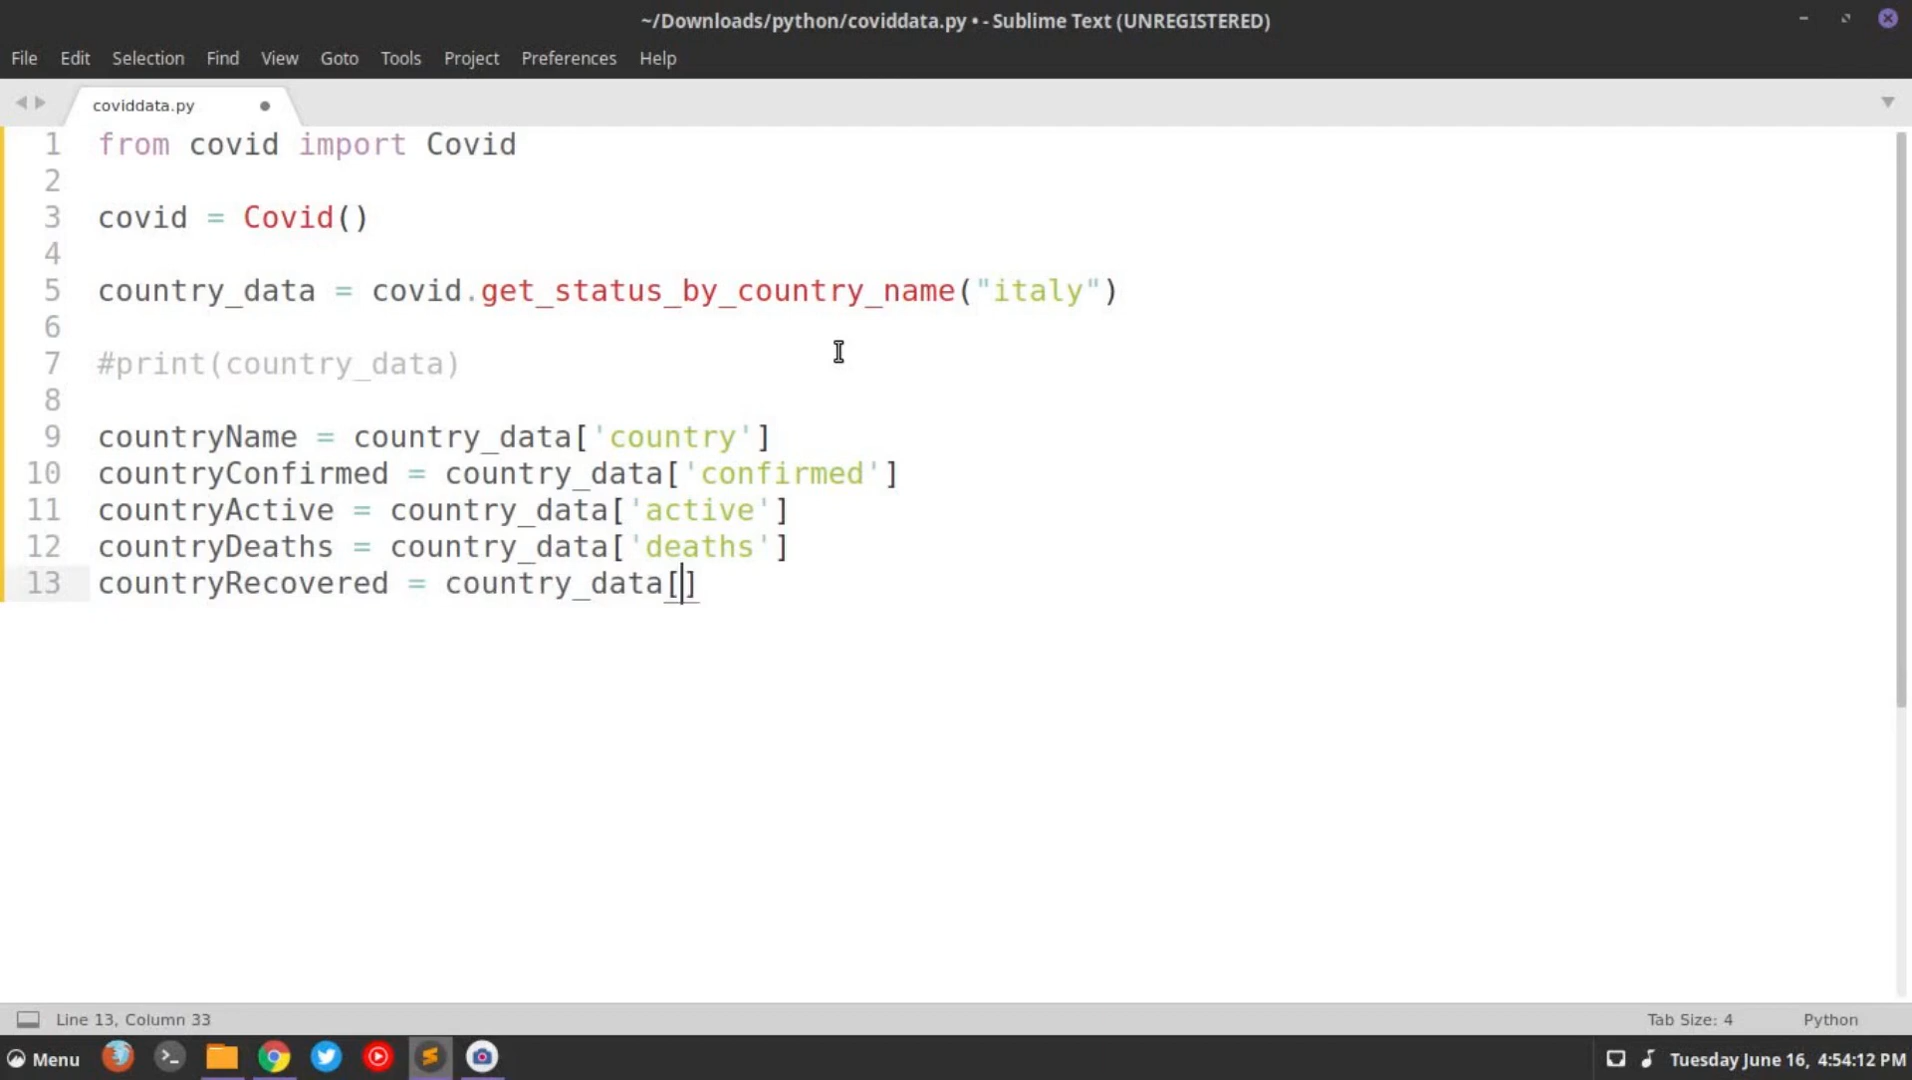 ~/Downloads/python/coviddata.py • - Sublime Text (UNREGISTERED)
File Edit Selection Find View Goto Tools Project Preferences Help
coviddata.py
1 from covid import Covid
2
3 covid = Covid()
4
5 country_data = covid.get_status_by_country_name("italy")
6
7 #print(country_data)
8
9 countryName = country_data['country']
10 countryConfirmed = country_data['confirmed']
11 countryActive = country_data['active']
12 countryDeaths = country_data['deaths']
13 countryRecovered = country_data[]
Line 13, Column 33 Tab Size: 4 Python
Menu Tuesday June 16, 4:54:12 PM